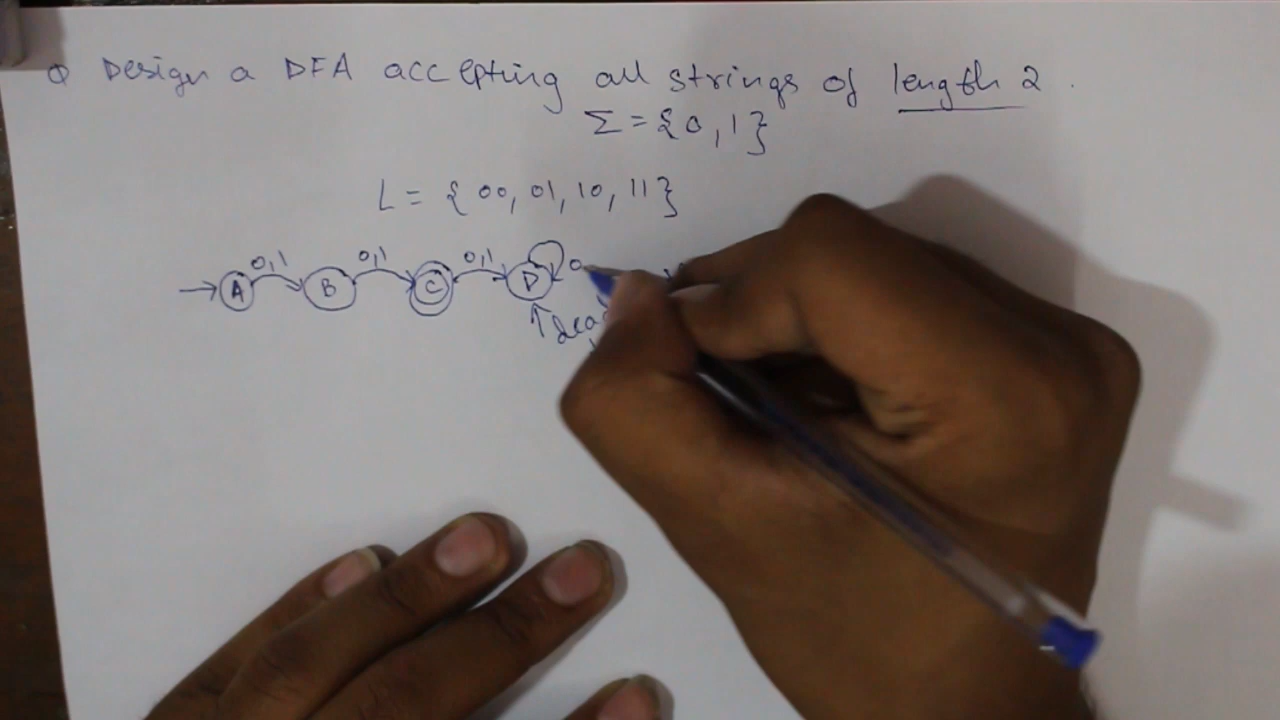 Q Design a DFA accepting all strings of length 2.
Σ = {0, 1}
L = {00, 01, 10, 11}
0,1 0,1 0,1 0
→ A B C D
↑